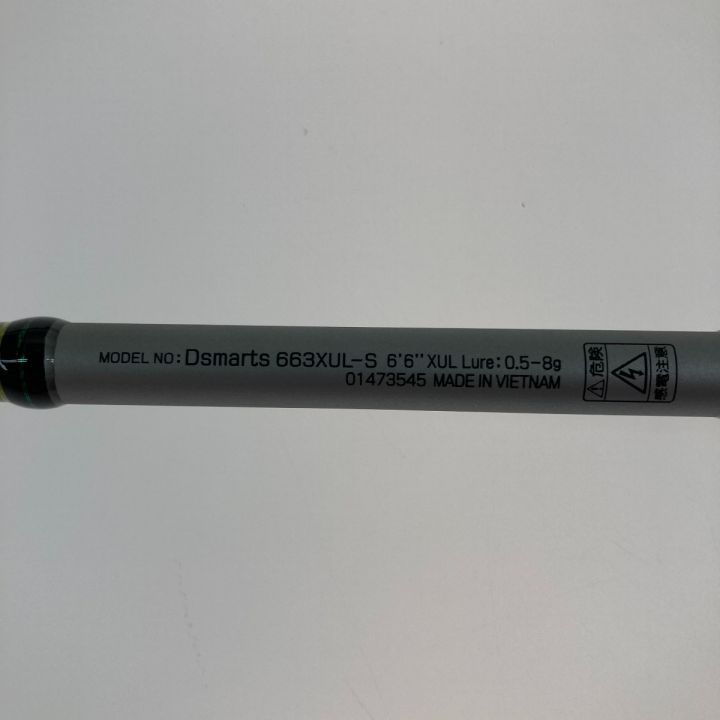 MODEL NO: Dsmarts 663XUL-S 6'6'' XUL Lure: 0.5-8g
01473545 MADE IN VIETNAM
危険
感電注意